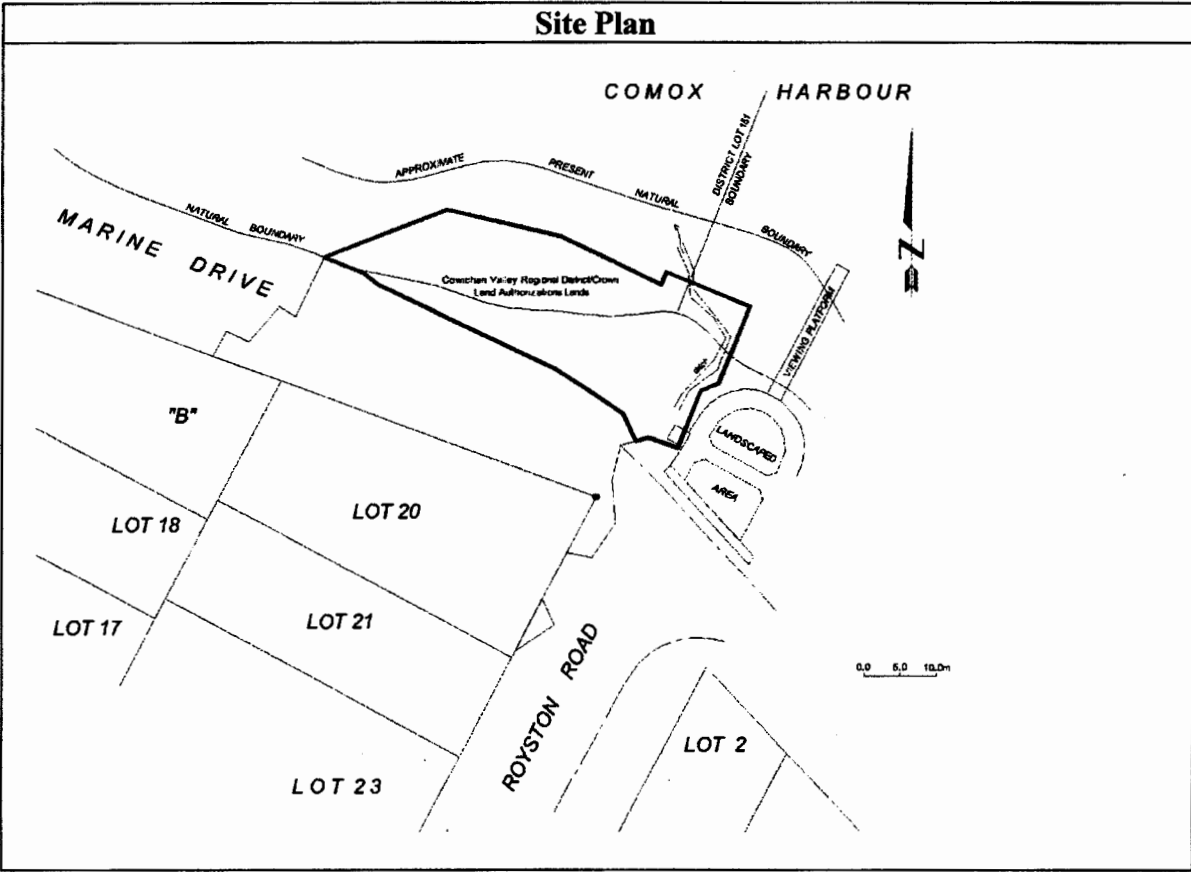 Site Plan
COMOX HARBOUR
DISTRICT LOT 151
BOUNDARY
APPROXIMATE PRESENT NATURAL BOUNDARY
NATURAL BOUNDARY
MARINE DRIVE
Cowichan Valley Regional District/Crown
Land Authorizations Lands
N
VIEWING PLATFORM
"B"
LANDSCAPED
AREA
LOT 20
LOT 18
LOT 21
LOT 17
ROYSTON ROAD
0.0 5.0 10.0m
LOT 2
LOT 23